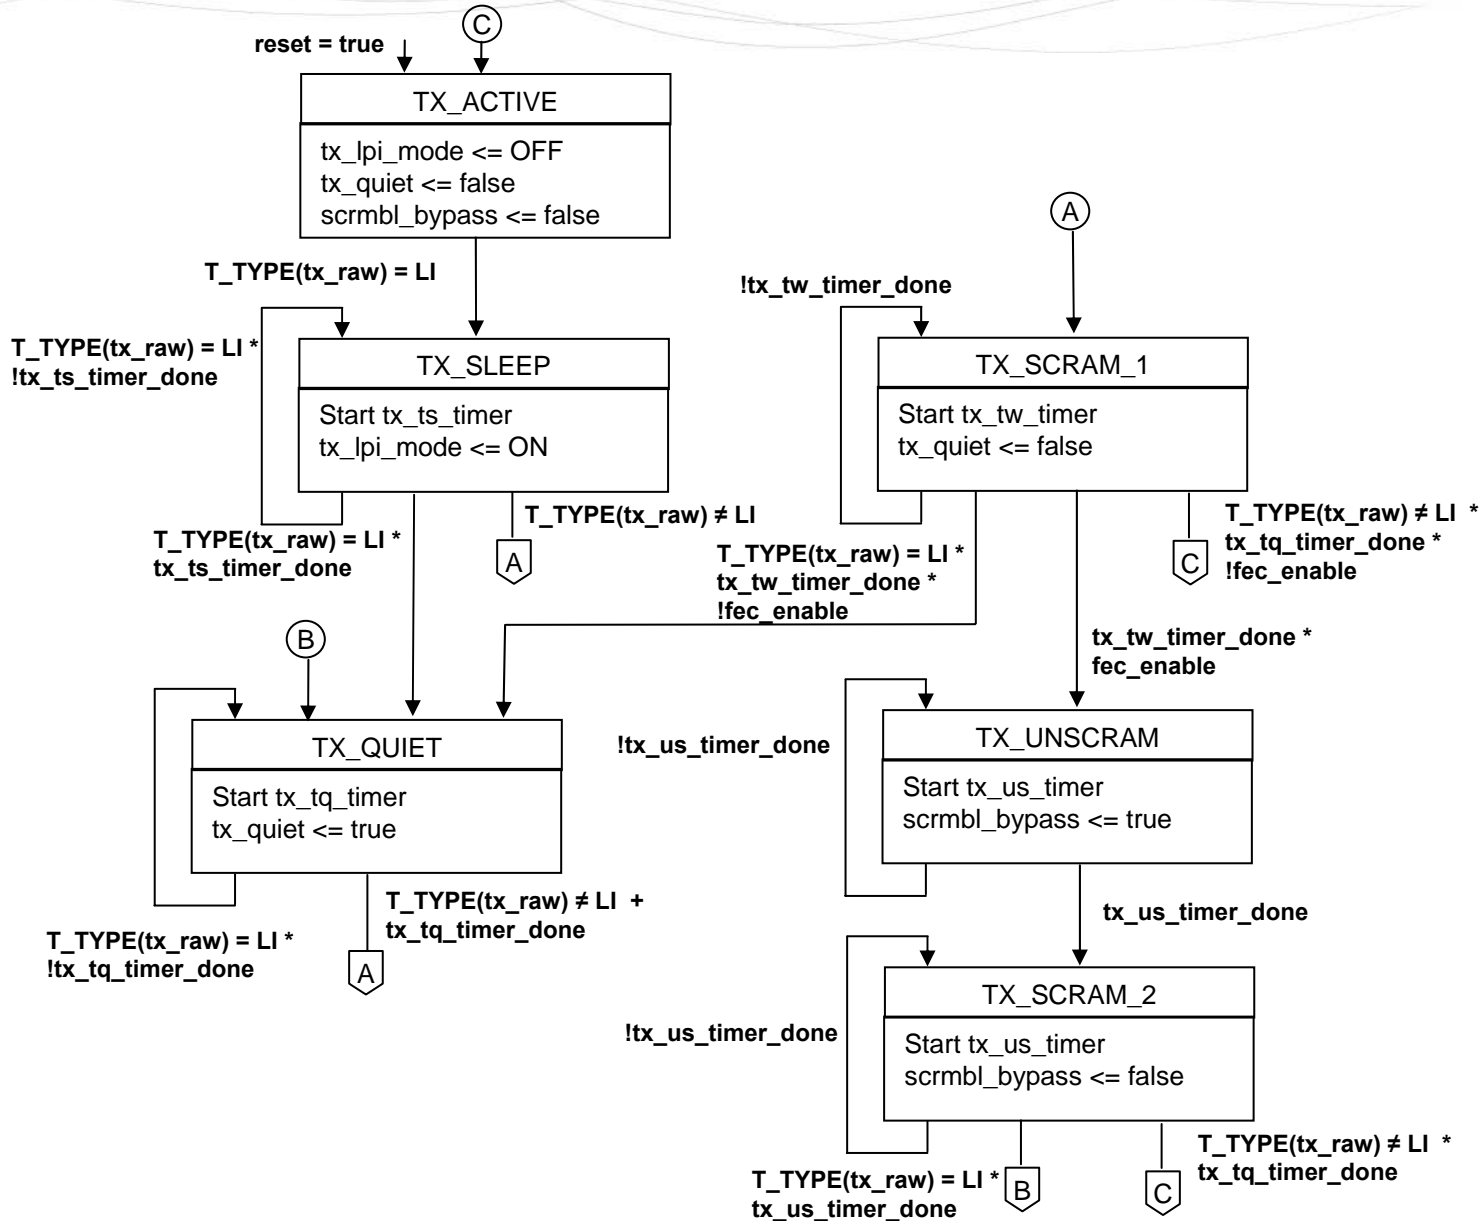 C
reset = true
TX_ACTIVE
tx_lpi_mode <= OFF
tx_quiet <= false
scrmbl_bypass <= false
T_TYPE(tx_raw) = LI
T_TYPE(tx_raw) = LI *
!tx_ts_timer_done
TX_SLEEP
Start tx_ts_timer
tx_lpi_mode <= ON
T_TYPE(tx_raw) ≠ LI
A
T_TYPE(tx_raw) = LI *
tx_ts_timer_done
B
TX_QUIET
Start tx_tq_timer
tx_quiet <= true
T_TYPE(tx_raw) = LI *
!tx_tq_timer_done
T_TYPE(tx_raw) ≠ LI +
tx_tq_timer_done
A
A
!tx_tw_timer_done
TX_SCRAM_1
Start tx_tw_timer
tx_quiet <= false
T_TYPE(tx_raw) = LI *
tx_tw_timer_done *
!fec_enable
T_TYPE(tx_raw) ≠ LI *
tx_tq_timer_done *
!fec_enable
C
tx_tw_timer_done *
fec_enable
!tx_us_timer_done
TX_UNSCRAM
Start tx_us_timer
scrmbl_bypass <= true
tx_us_timer_done
!tx_us_timer_done
TX_SCRAM_2
Start tx_us_timer
scrmbl_bypass <= false
T_TYPE(tx_raw) = LI *
tx_us_timer_done
B
C
T_TYPE(tx_raw) ≠ LI *
tx_tq_timer_done